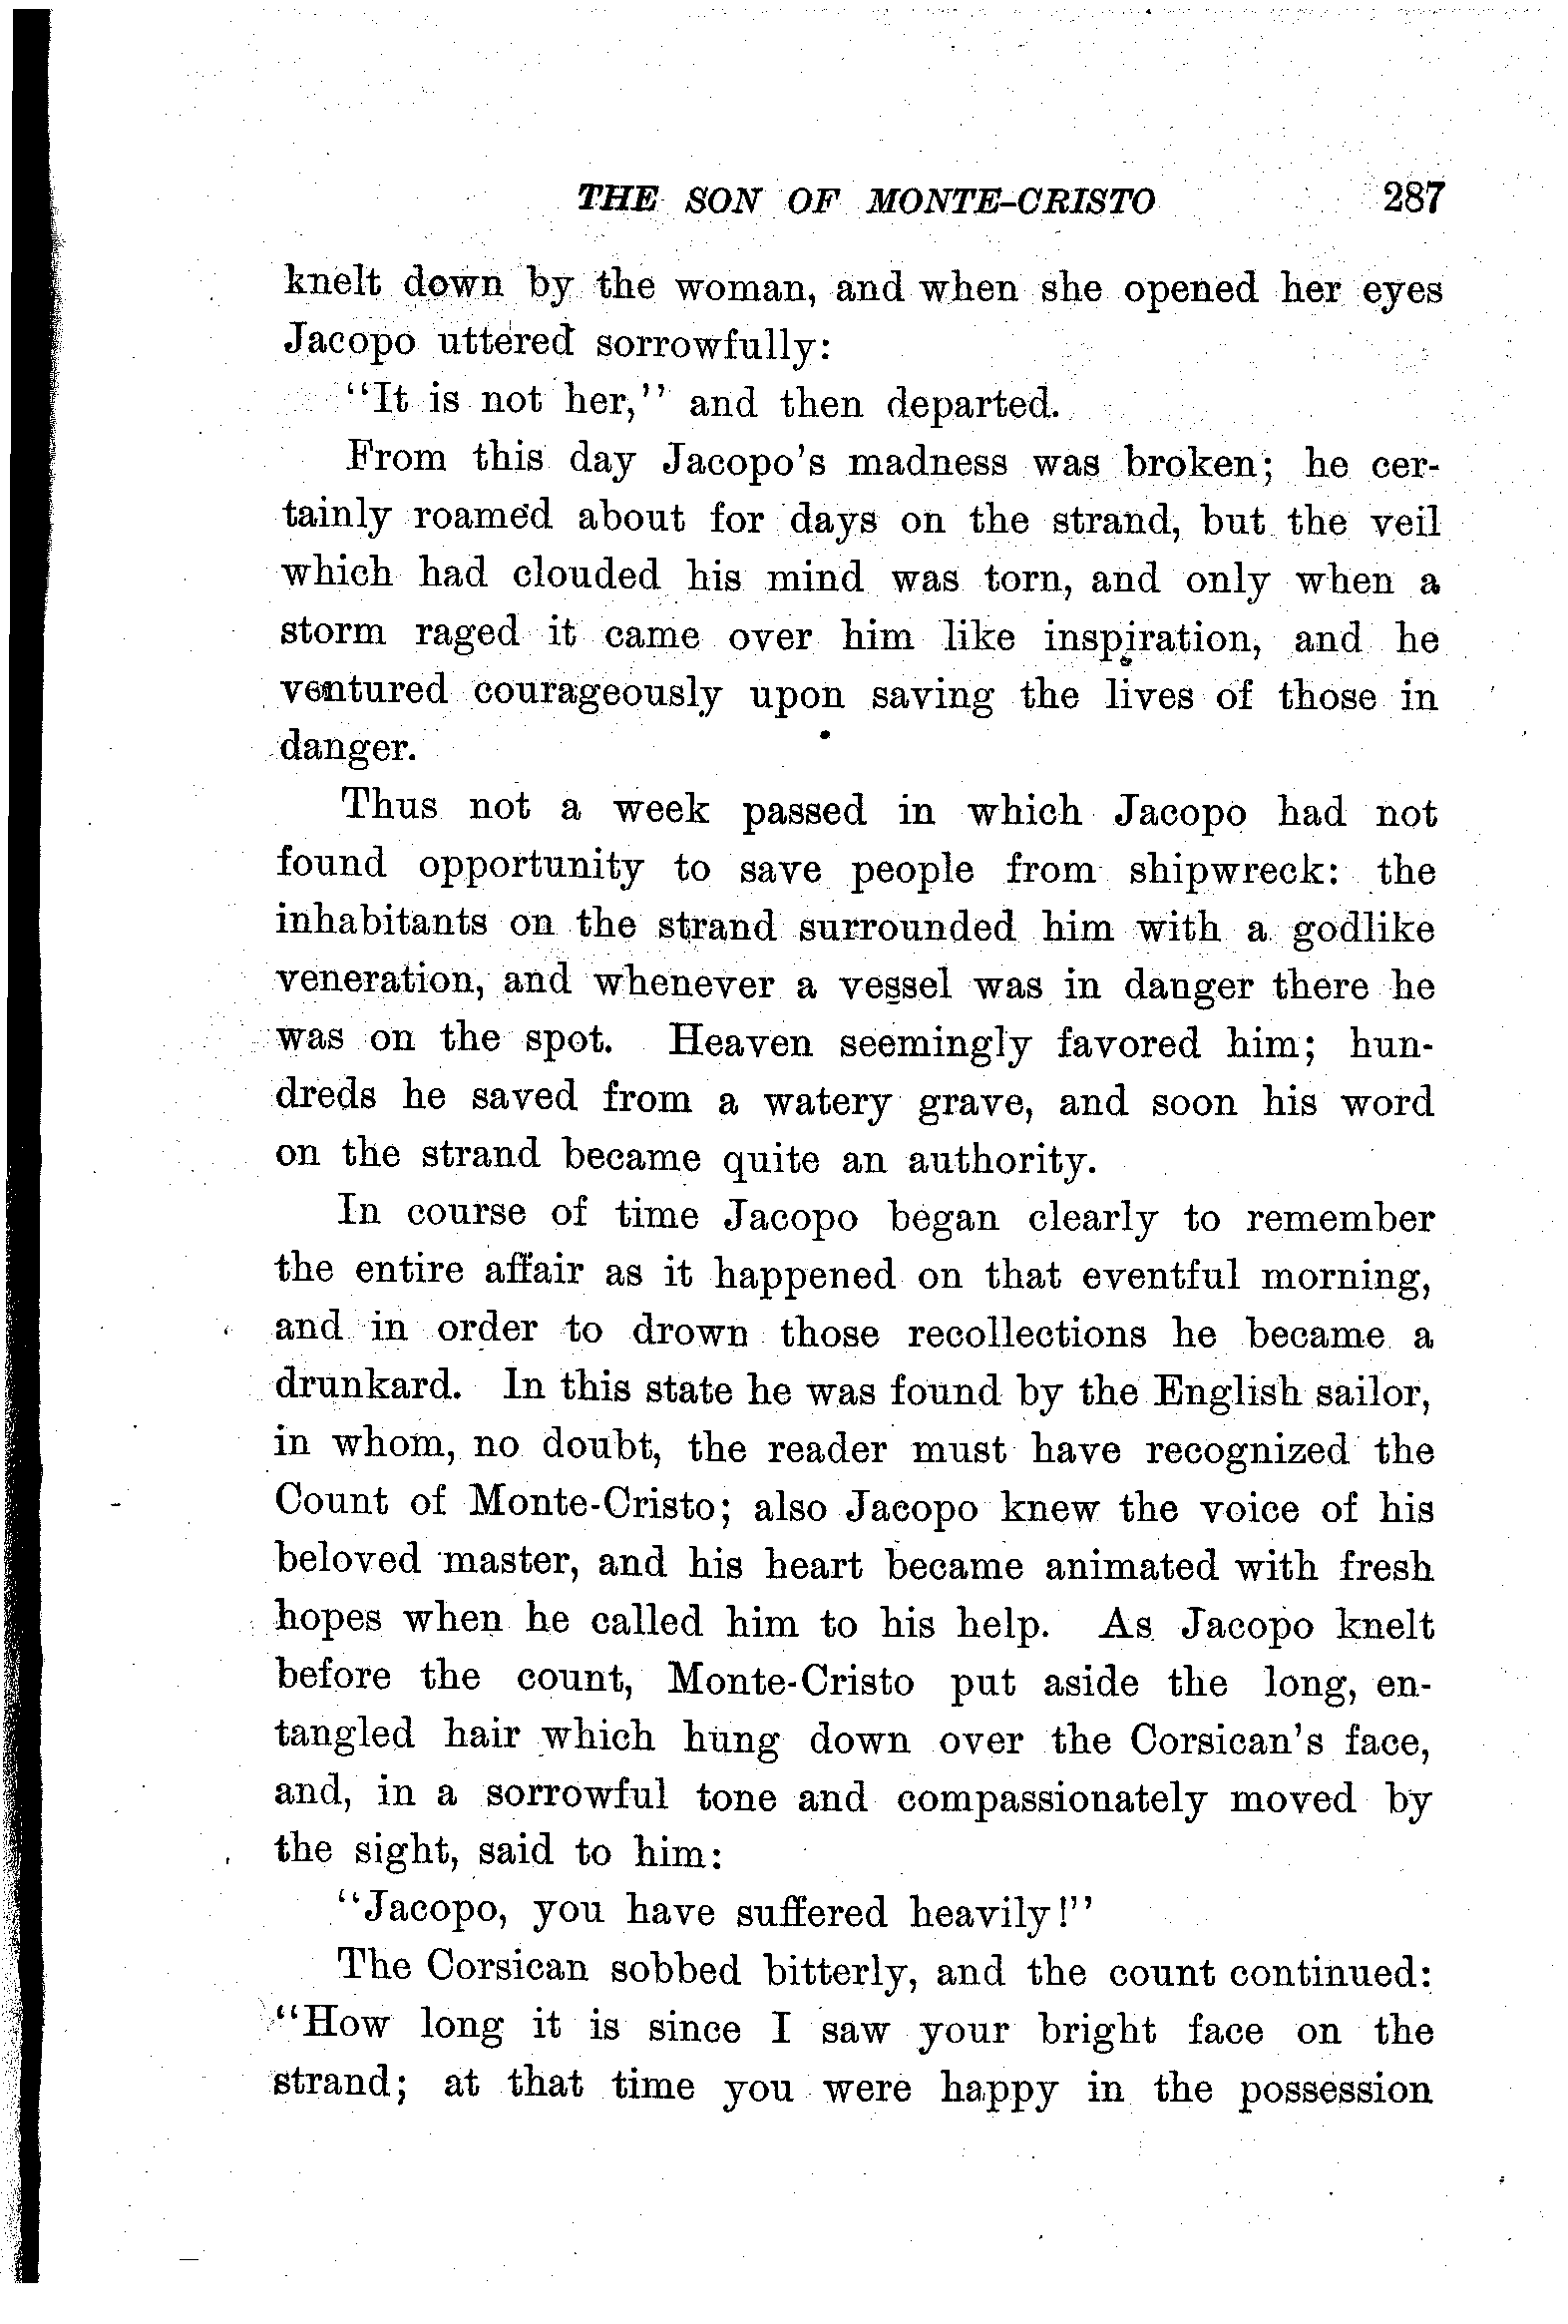 THE SON OF MONTE-CRISTO 287
knelt down by the woman, and when she opened her eyes
Jacopo uttered sorrowfully:
"It is not her," and then departed.
From this day Jacopo's madness was broken; he cer-
tainly roamed about for days on the strand, but the veil
which had clouded his mind was torn, and only when a
storm raged it came over him like inspiration, and he
ventured courageously upon saving the lives of those in
danger.
Thus not a week passed in which Jacopo had not
found opportunity to save people from shipwreck: the
inhabitants on the strand surrounded him with a godlike
veneration, and whenever a vessel was in danger there he
was on the spot. Heaven seemingly favored him; hun-
dreds he saved from a watery grave, and soon his word
on the strand became quite an authority.
In course of time Jacopo began clearly to remember
the entire affair as it happened on that eventful morning,
and in order to drown those recollections he became a
drunkard. In this state he was found by the English sailor,
in whom, no doubt, the reader must have recognized the
Count of Monte-Cristo; also Jacopo knew the voice of his
beloved master, and his heart became animated with fresh
hopes when he called him to his help. As Jacopo knelt
before the count, Monte-Cristo put aside the long, en-
tangled hair which hung down over the Corsican's face,
and, in a sorrowful tone and compassionately moved by
the sight, said to him:
"Jacopo, you have suffered heavily!"
The Corsican sobbed bitterly, and the count continued:
"How long it is since I saw your bright face on the
strand; at that time you were happy in the possession